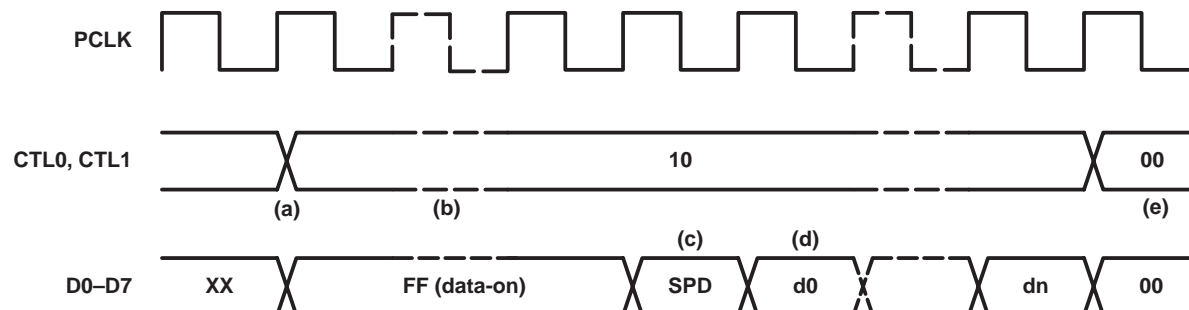 PCLK
CTL0, CTL1
10
00
(a)
(b)
(e)
(c)
(d)
D0–D7
XX
FF (data-on)
SPD
d0
dn
00